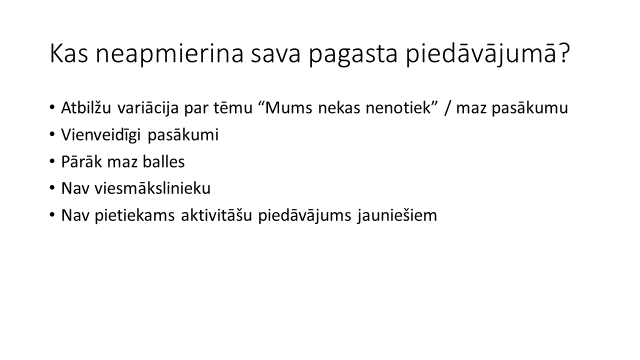 Kas neapmierina sava pagasta piedāvājumā?
• Atbilžu variācija par tēmu “Mums nekas nenotiek” / maz pasākumu
• Vienveidīgi pasākumi
• Pārāk maz balles
• Nav viesmākslinieku
• Nav pietiekams aktivitāšu piedāvājums jauniešiem